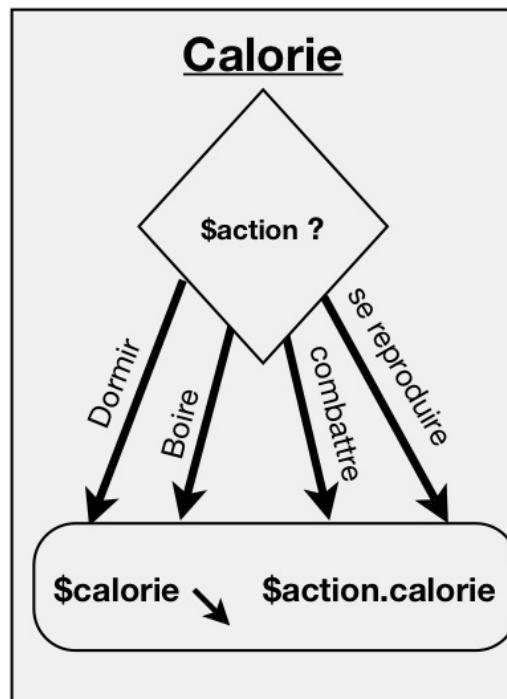 Calorie
$action ?
Dormir
Boire
combattre
se reproduire
$calorie $action.calorie